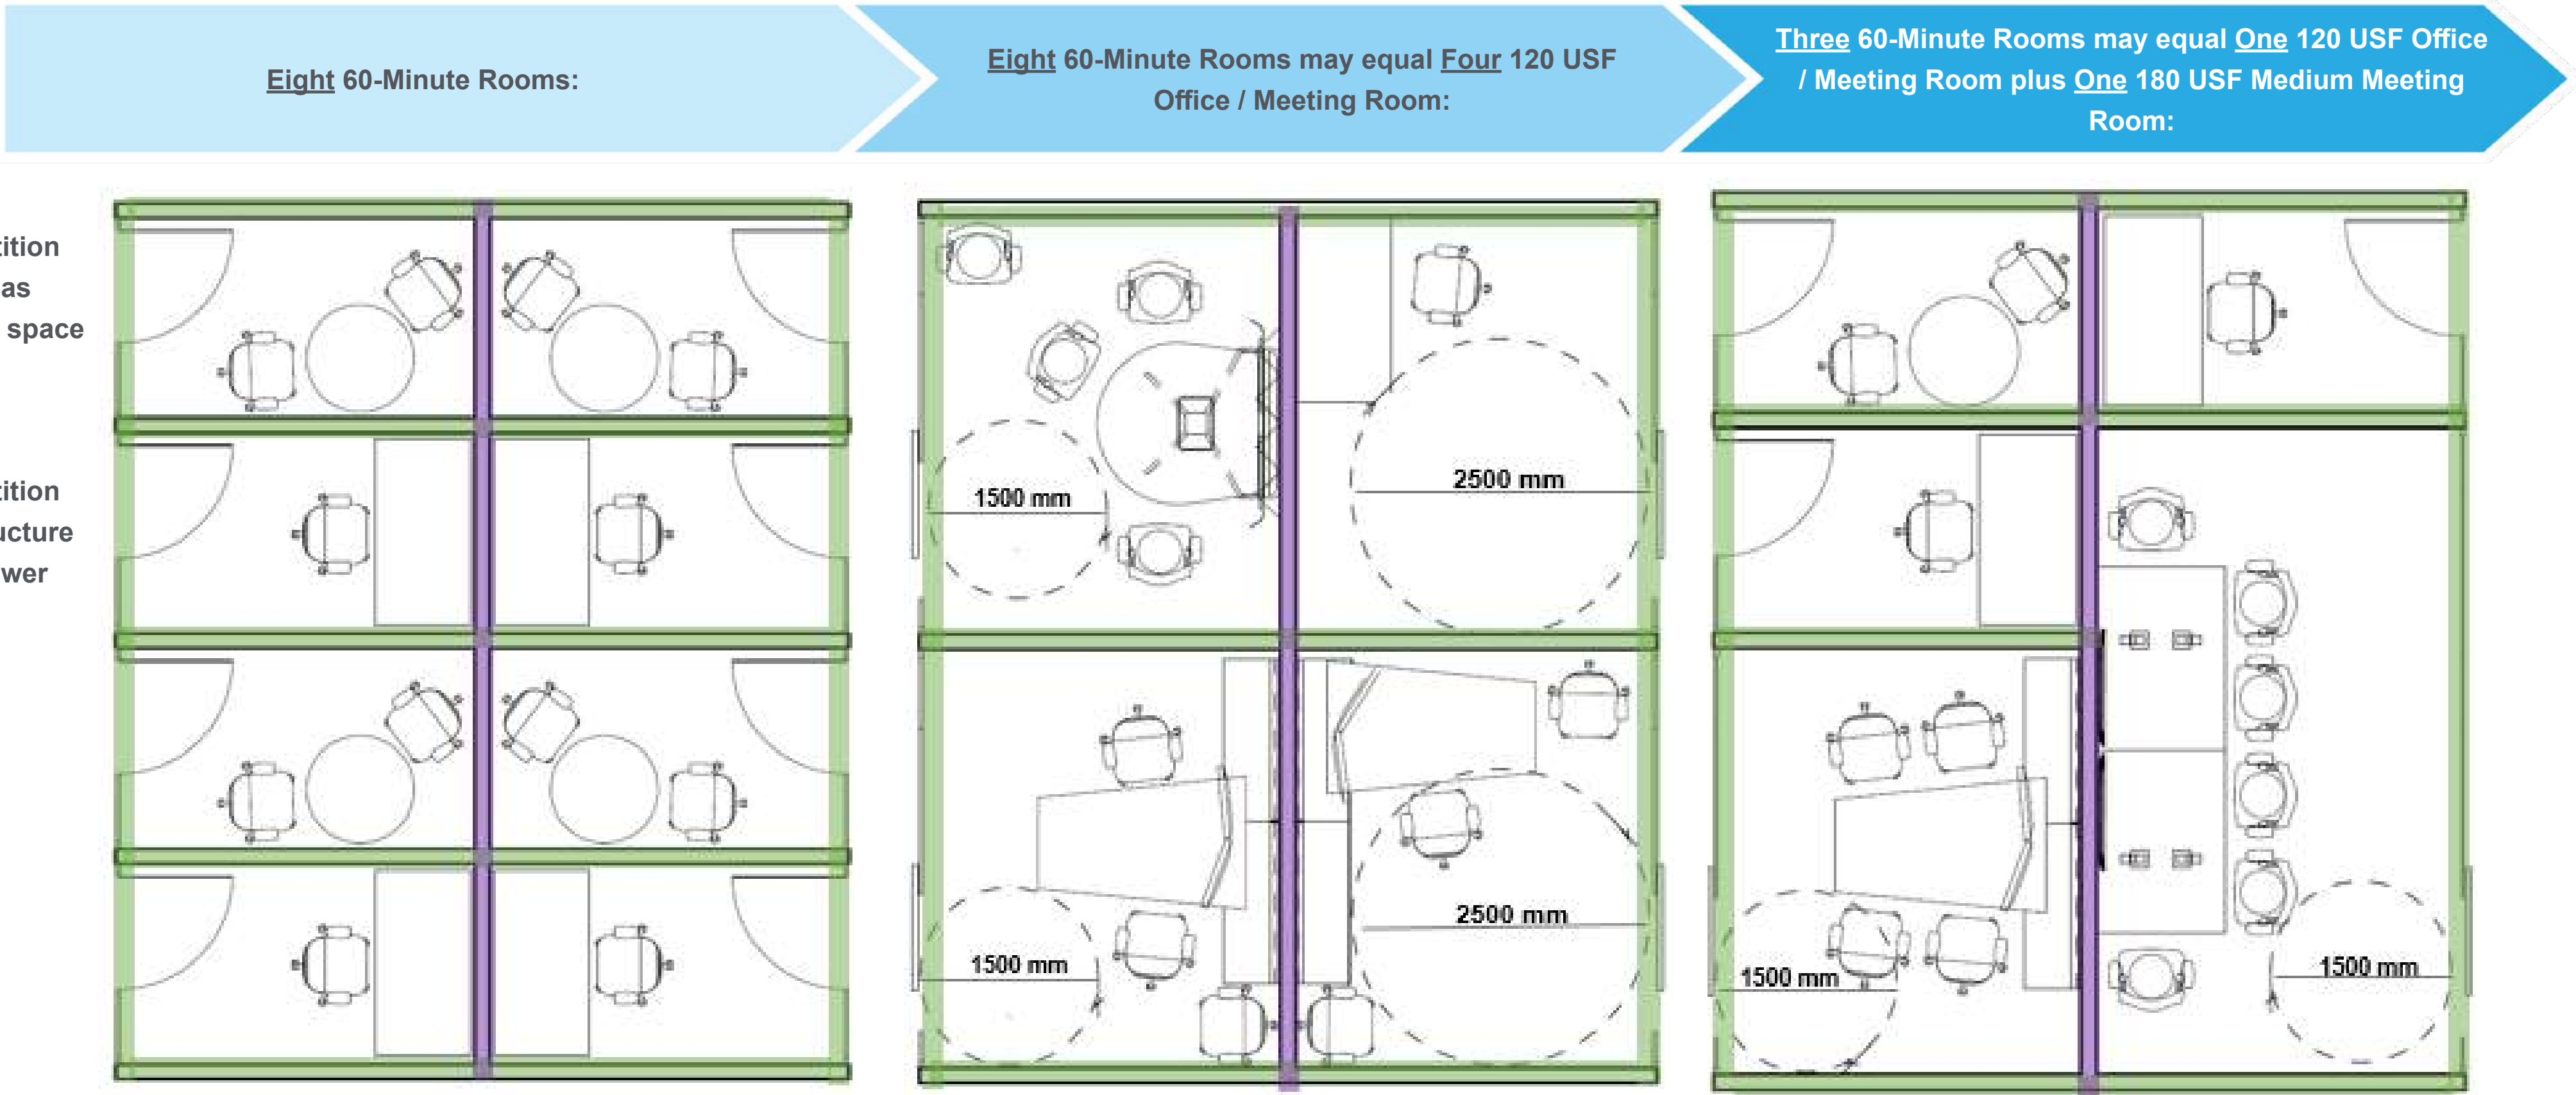 Eight 60-Minute Rooms:
Eight 60-Minute Rooms may equal Four 120 USF
Office / Meeting Room:
Three 60-Minute Rooms may equal One 120 USF Office
/ Meeting Room plus One 180 USF Medium Meeting
Room:
tition
as
space
tition
ucture
wer
1500 mm
2500 mm
1500 mm
2500 mm
1500 mm
1500 mm